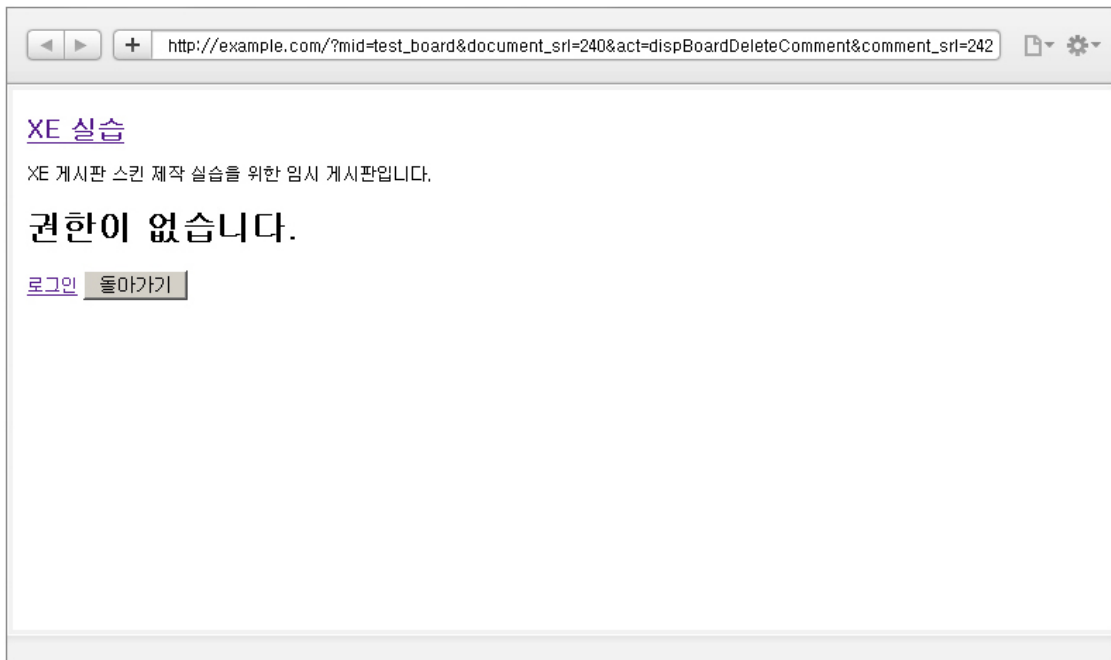 http://example.com/?mid=test_board&document_srl=240&act=dispBoardDeleteComment&comment_srl=242
XE 실습
XE 게시판 스킨 제작 실습을 위한 임시 게시판입니다.
권한이 없습니다.
로그인 돌아가기